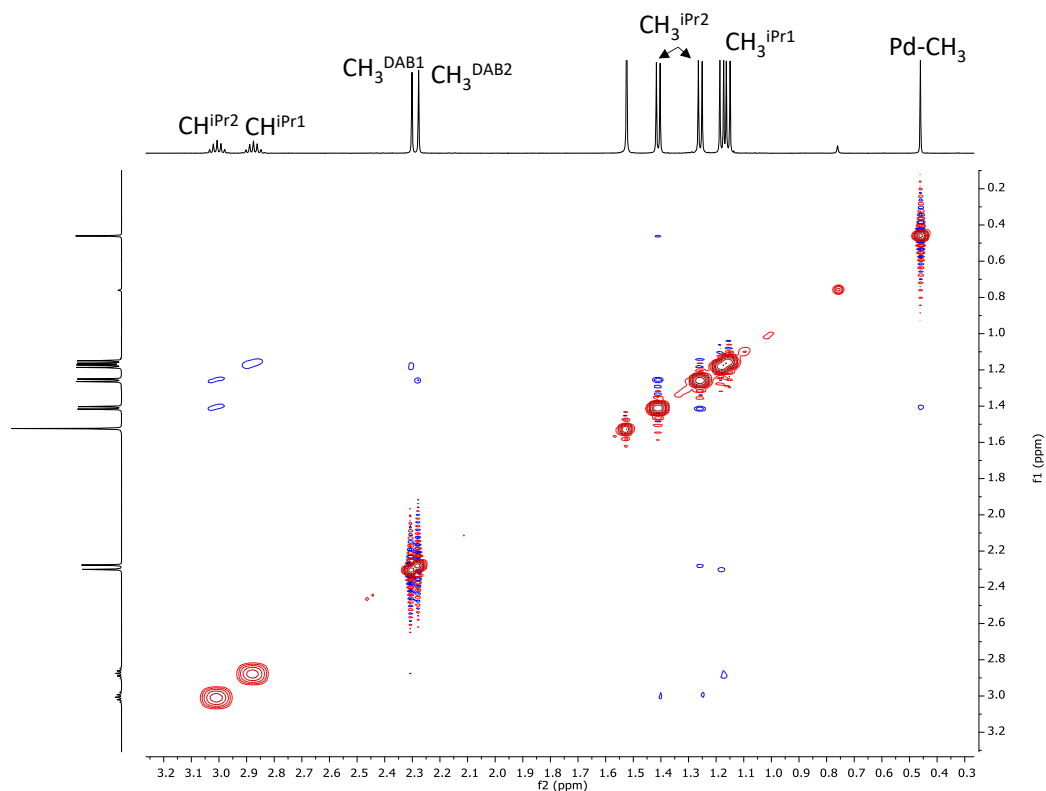 CH3^iPr2
CH3^iPr1
Pd-CH3
CH3^DAB1
CH3^DAB2
CH^iPr2
CH^iPr1
0.2
0.4
0.6
0.8
1.0
1.2
1.4
1.6
1.8
2.0
2.2
2.4
2.6
2.8
3.0
3.2
f1 (ppm)
3.2 3.1 3.0 2.9 2.8 2.7 2.6 2.5 2.4 2.3 2.2 2.1 2.0 1.9 1.8 1.7 1.6 1.5 1.4 1.3 1.2 1.1 1.0 0.9 0.8 0.7 0.6 0.5 0.4 0.3
f2 (ppm)